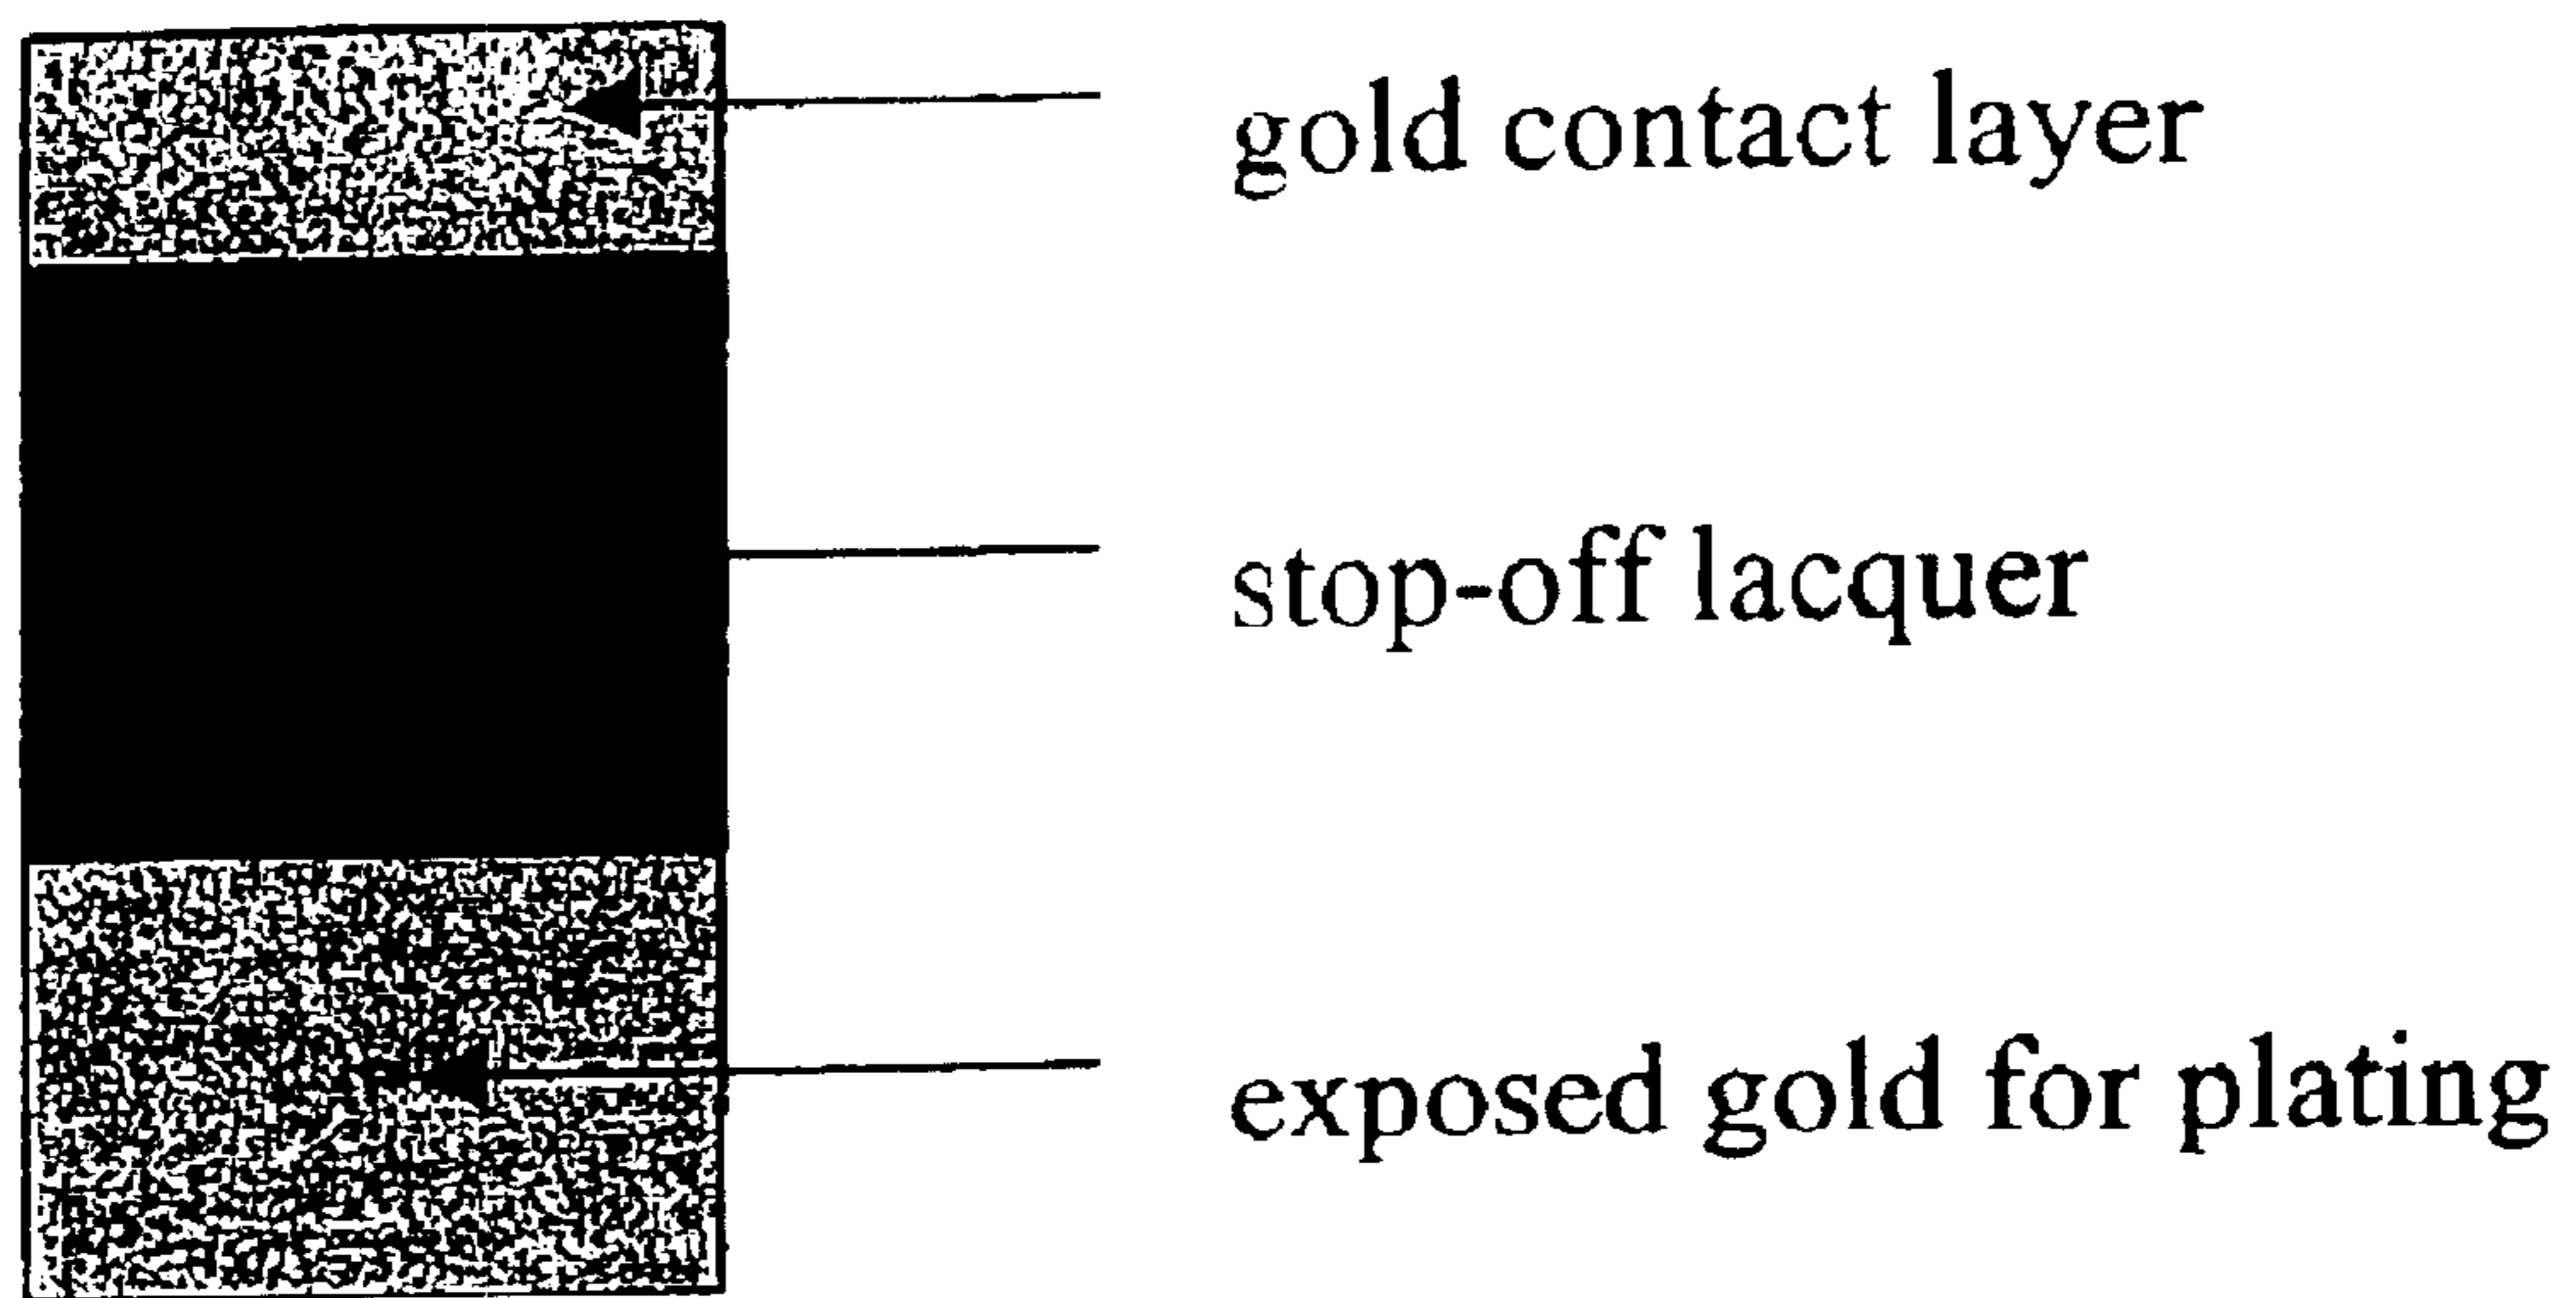 gold contact layer
stop-off lacquer
exposed gold for plating